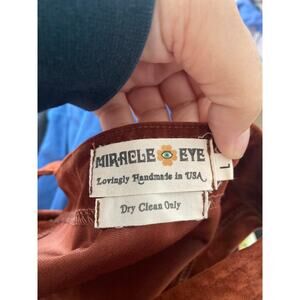 MIRACLE EYE
Lovingly Handmade in USA
L
Dry Clean Only